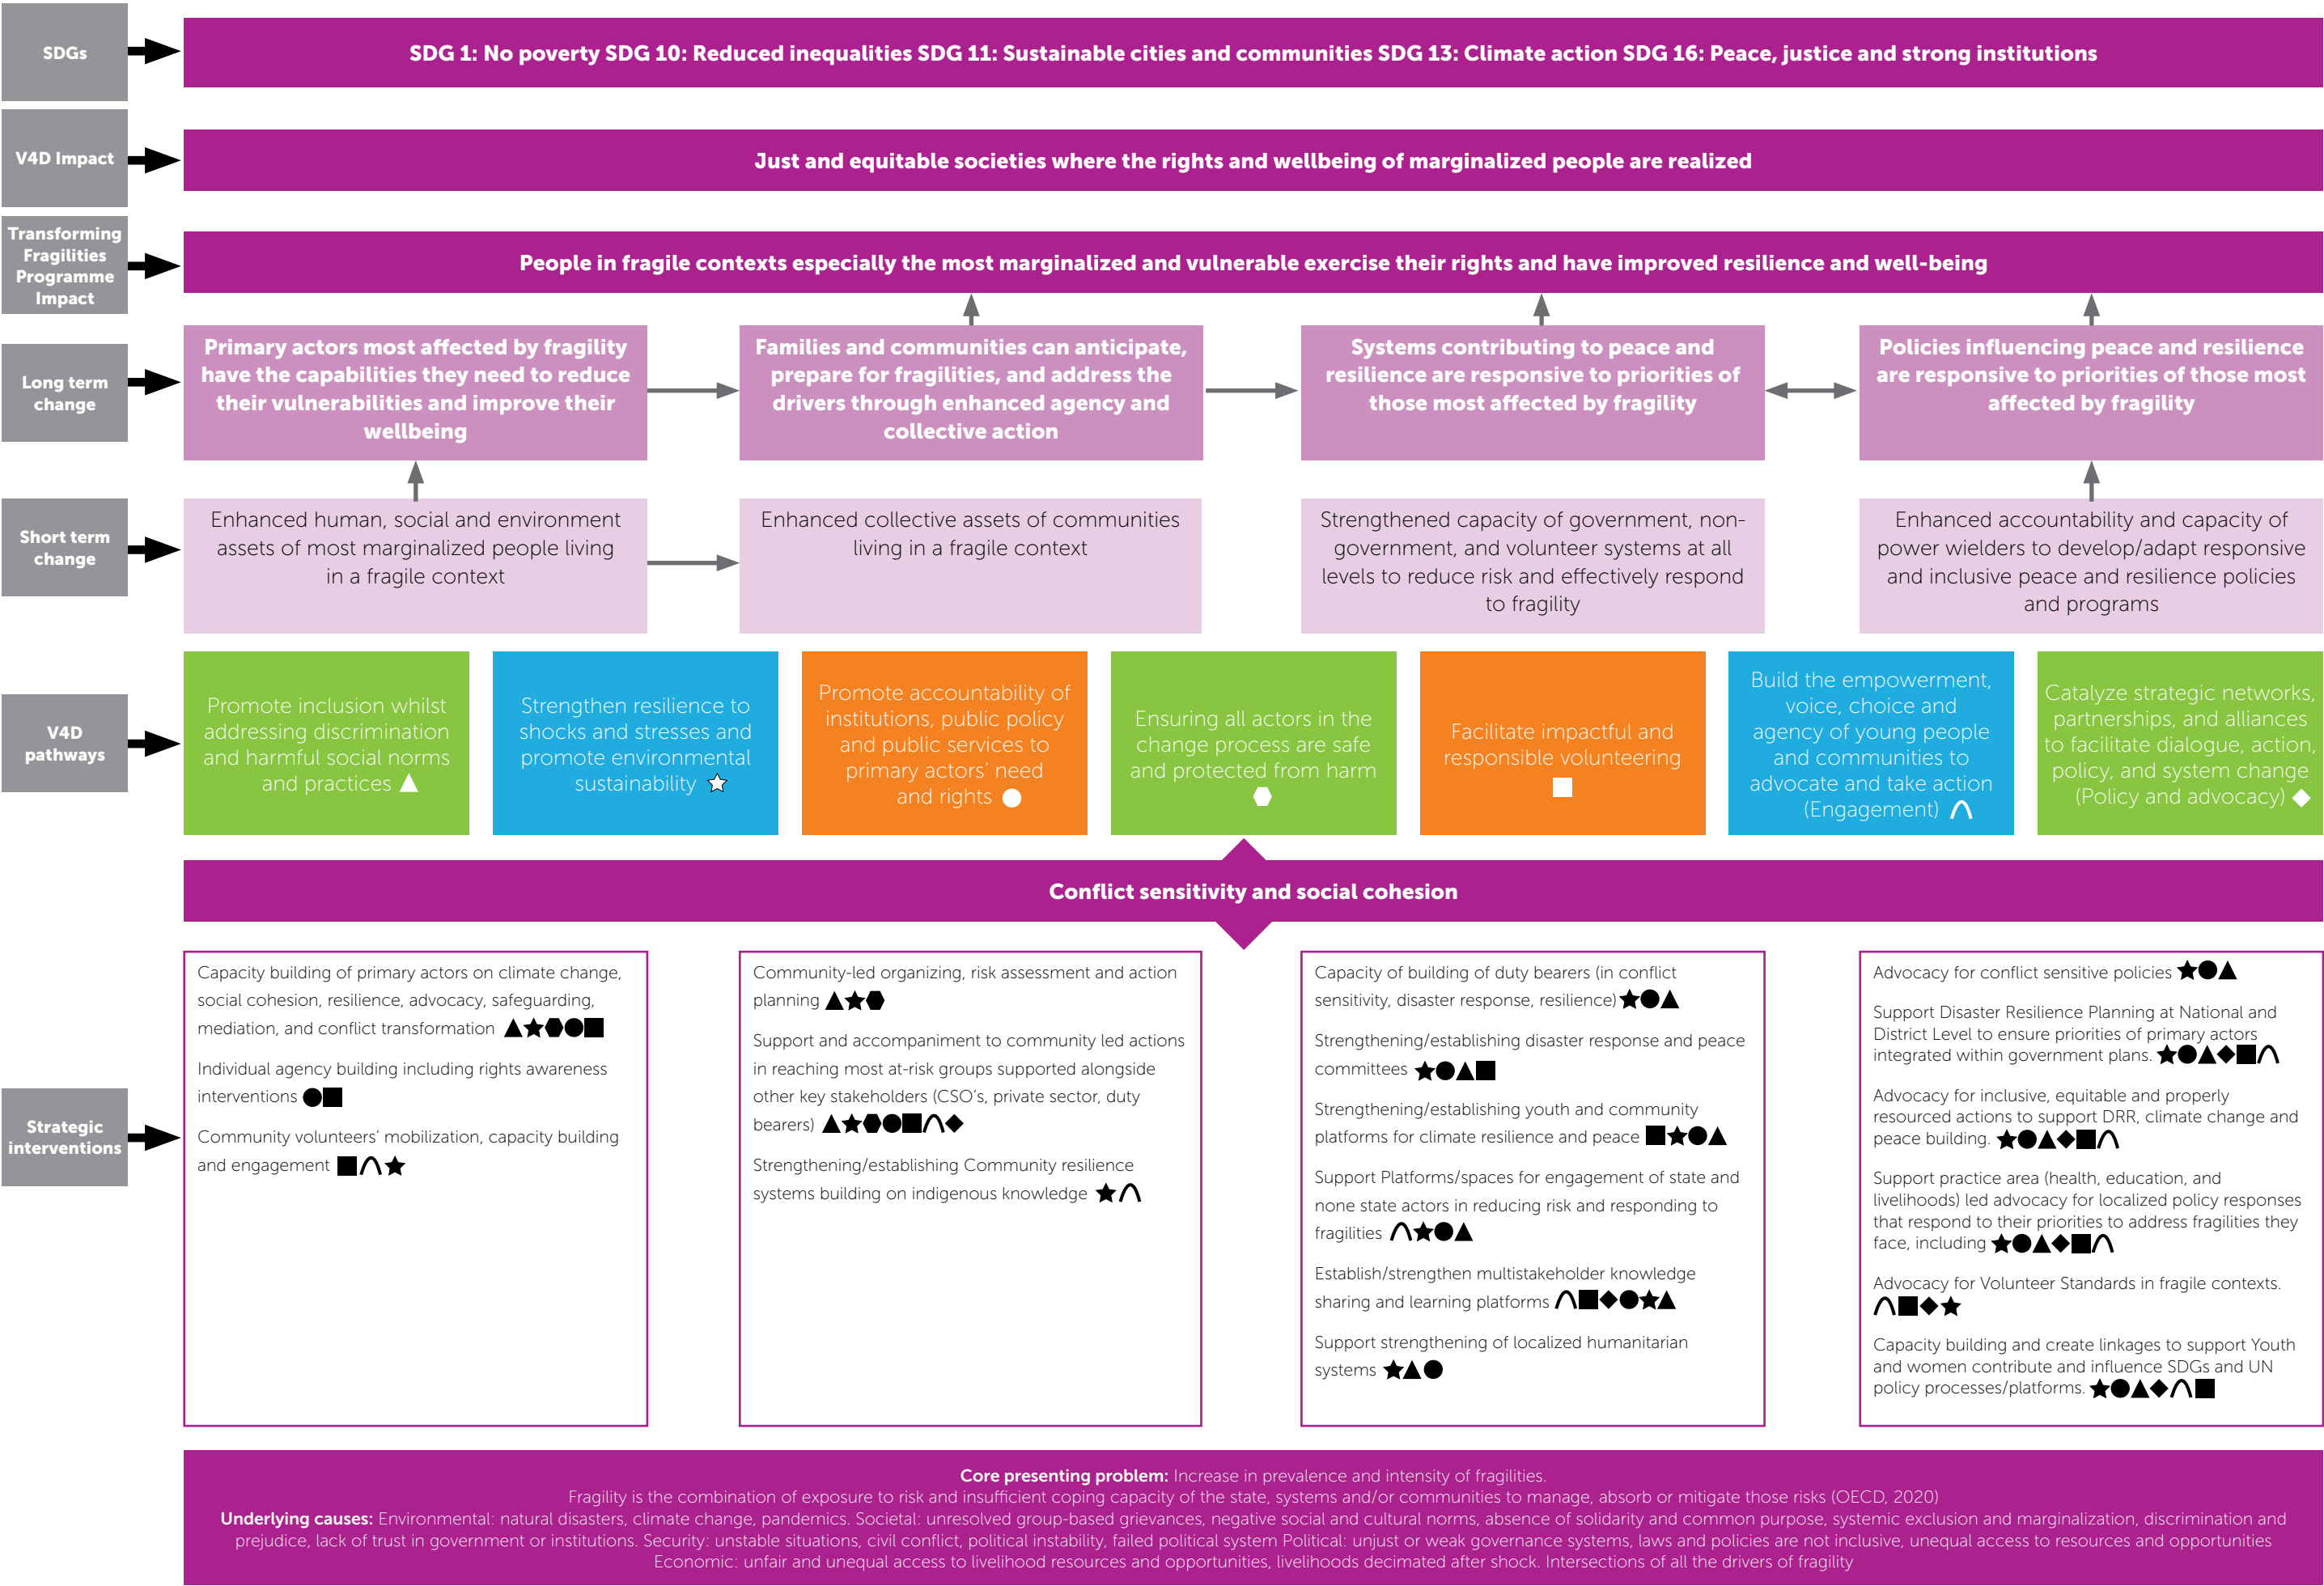 SDGs
SDG 1: No poverty SDG 10: Reduced inequalities SDG 11: Sustainable cities and communities SDG 13: Climate action SDG 16: Peace, justice and strong institutions
V4D Impact
Just and equitable societies where the rights and wellbeing of marginalized people are realized
Transforming
Fragilities
Programme
Impact
People in fragile contexts especially the most marginalized and vulnerable exercise their rights and have improved resilience and well-being
Long term
change
Primary actors most affected by fragility
have the capabilities they need to reduce
their vulnerabilities and improve their
wellbeing
Families and communities can anticipate,
prepare for fragilities, and address the
drivers through enhanced agency and
collective action
Systems contributing to peace and
resilience are responsive to priorities of
those most affected by fragility
Policies influencing peace and resilience
are responsive to priorities of those most
affected by fragility
Short term
change
Enhanced human, social and environment
assets of most marginalized people living
in a fragile context
Enhanced collective assets of communities
living in a fragile context
Strengthened capacity of government, non-
government, and volunteer systems at all
levels to reduce risk and effectively respond
to fragility
Enhanced accountability and capacity of
power wielders to develop/adapt responsive
and inclusive peace and resilience policies
and programs
V4D
pathways
Promote inclusion whilst
addressing discrimination
and harmful social norms
and practices
Strengthen resilience to
shocks and stresses and
promote environmental
sustainability
Promote accountability of
institutions, public policy
and public services to
primary actors’ need
and rights
Ensuring all actors in the
change process are safe
and protected from harm
Facilitate impactful and
responsible volunteering
Build the empowerment,
voice, choice and
agency of young people
and communities to
advocate and take action
(Engagement)
Catalyze strategic networks,
partnerships, and alliances
to facilitate dialogue, action,
policy, and system change
(Policy and advocacy)
Conflict sensitivity and social cohesion
Strategic
interventions
Capacity building of primary actors on climate change,
social cohesion, resilience, advocacy, safeguarding,
mediation, and conflict transformation
Individual agency building including rights awareness
interventions
Community volunteers’ mobilization, capacity building
and engagement
Community-led organizing, risk assessment and action
planning
Support and accompaniment to community led actions
in reaching most at-risk groups supported alongside
other key stakeholders (CSO’s, private sector, duty
bearers)
Strengthening/establishing Community resilience
systems building on indigenous knowledge
Capacity of building of duty bearers (in conflict
sensitivity, disaster response, resilience)
Strengthening/establishing disaster response and peace
committees
Strengthening/establishing youth and community
platforms for climate resilience and peace
Support Platforms/spaces for engagement of state and
none state actors in reducing risk and responding to
fragilities
Establish/strengthen multistakeholder knowledge
sharing and learning platforms
Support strengthening of localized humanitarian
systems
Advocacy for conflict sensitive policies
Support Disaster Resilience Planning at National and
District Level to ensure priorities of primary actors
integrated within government plans.
Advocacy for inclusive, equitable and properly
resourced actions to support DRR, climate change and
peace building.
Support practice area (health, education, and
livelihoods) led advocacy for localized policy responses
that respond to their priorities to address fragilities they
face, including
Advocacy for Volunteer Standards in fragile contexts.
Capacity building and create linkages to support Youth
and women contribute and influence SDGs and UN
policy processes/platforms.
Core presenting problem: Increase in prevalence and intensity of fragilities.
Fragility is the combination of exposure to risk and insufficient coping capacity of the state, systems and/or communities to manage, absorb or mitigate those risks (OECD, 2020)
Underlying causes: Environmental: natural disasters, climate change, pandemics. Societal: unresolved group-based grievances, negative social and cultural norms, absence of solidarity and common purpose, systemic exclusion and marginalization, discrimination and
prejudice, lack of trust in government or institutions. Security: unstable situations, civil conflict, political instability, failed political system Political: unjust or weak governance systems, laws and policies are not inclusive, unequal access to resources and opportunities
Economic: unfair and unequal access to livelihood resources and opportunities, livelihoods decimated after shock. Intersections of all the drivers of fragility